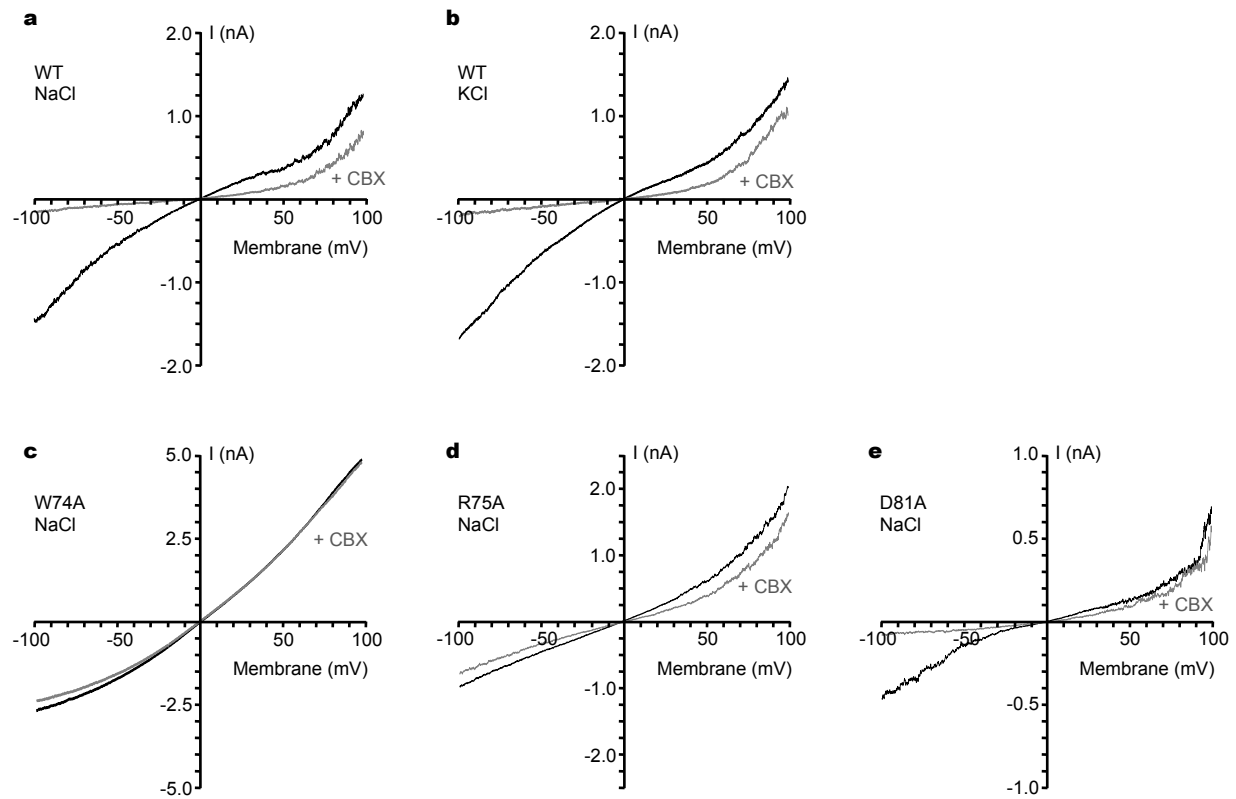 a
I (nA)
WT
NaCl
2.0
1.0
-1.0
-2.0
-100
-50
50
100
+ CBX
Membrane (mV)
b
I (nA)
WT
KCl
2.0
1.0
-1.0
-2.0
-100
-50
50
100
+ CBX
Membrane (mV)
c
I (nA)
W74A
NaCl
5.0
2.5
-2.5
-5.0
-100
-50
50
100
+ CBX
Membrane (mV)
d
I (nA)
R75A
NaCl
2.0
1.0
-1.0
-2.0
-100
-50
50
100
+ CBX
Membrane (mV)
e
I (nA)
D81A
NaCl
1.0
0.5
-0.5
-1.0
-100
-50
50
100
+ CBX
Membrane (mV)